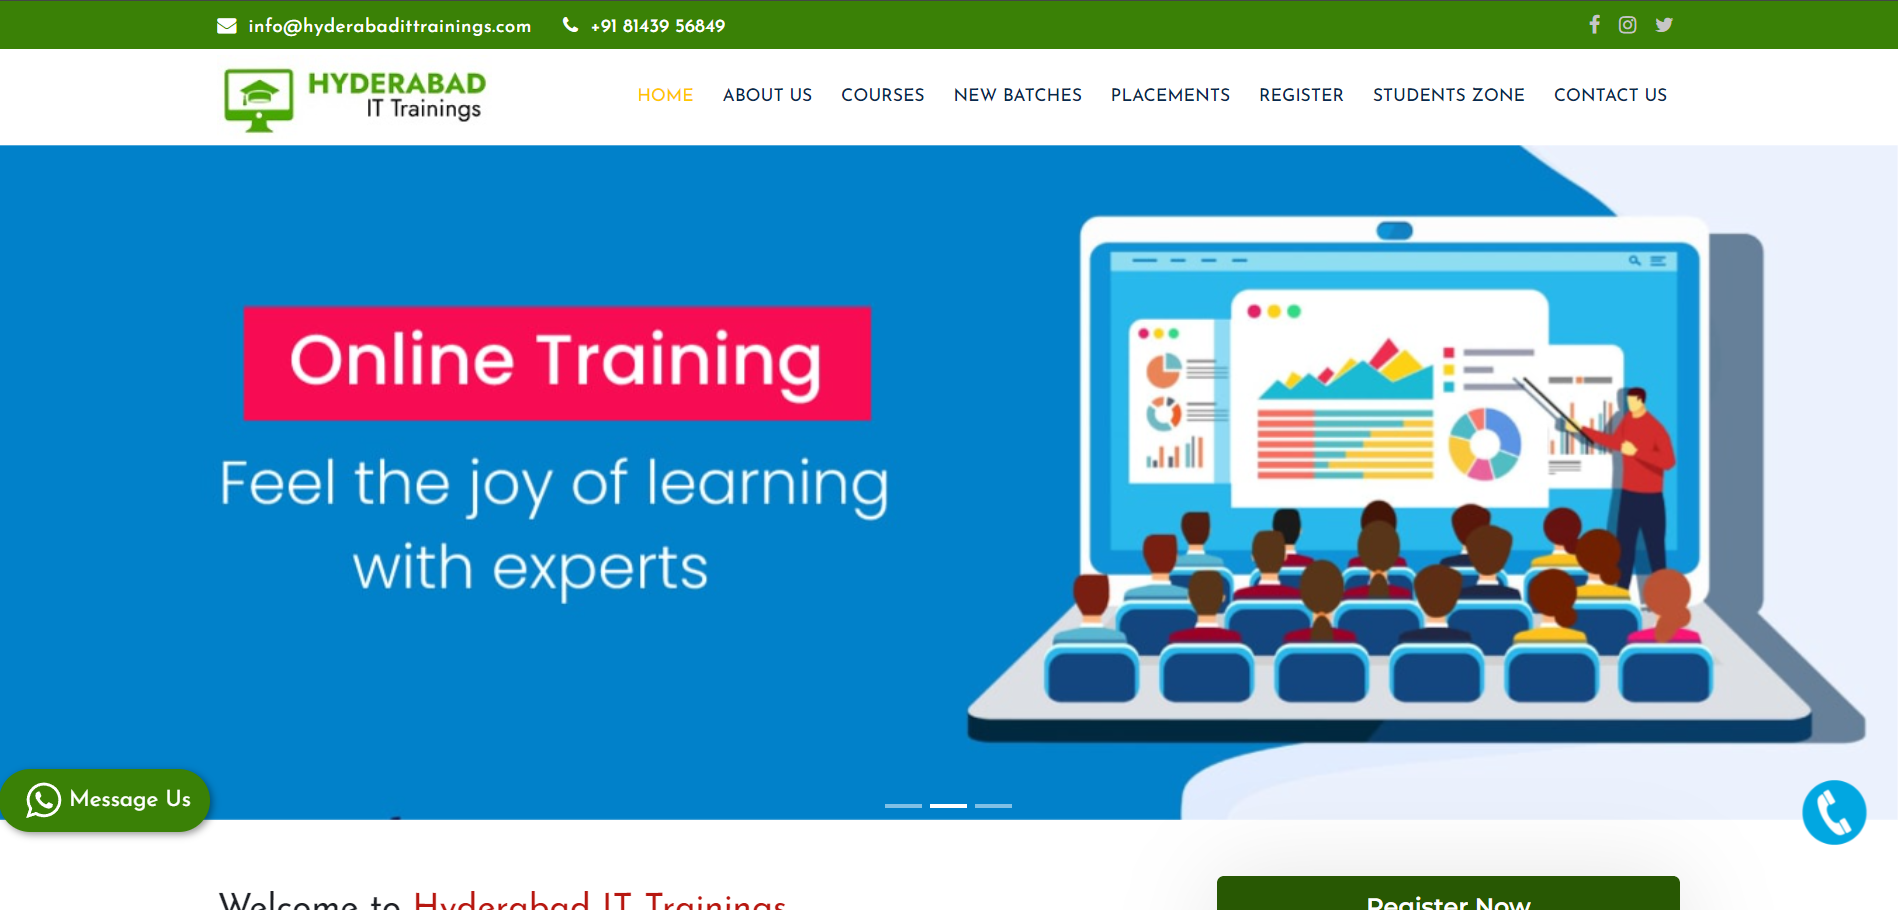 info@hyderabadittrainings.com +91 81439 56849
HYDERABAD
IT Trainings
HOME ABOUT US COURSES NEW BATCHES PLACEMENTS REGISTER STUDENTS ZONE CONTACT US
Online Training
Feel the joy of learning
with experts
Message Us
Welcome to Hyderabad IT Trainings
Register Now